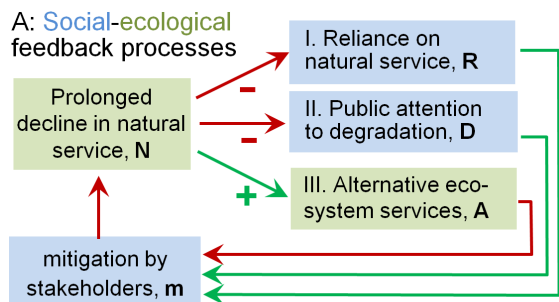 A: Social-ecological
feedback processes
Prolonged
decline in natural
service, N
I. Reliance on
natural service, R
-
II. Public attention
to degradation, D
-
III. Alternative eco-
system services, A
+
mitigation by
stakeholders, m